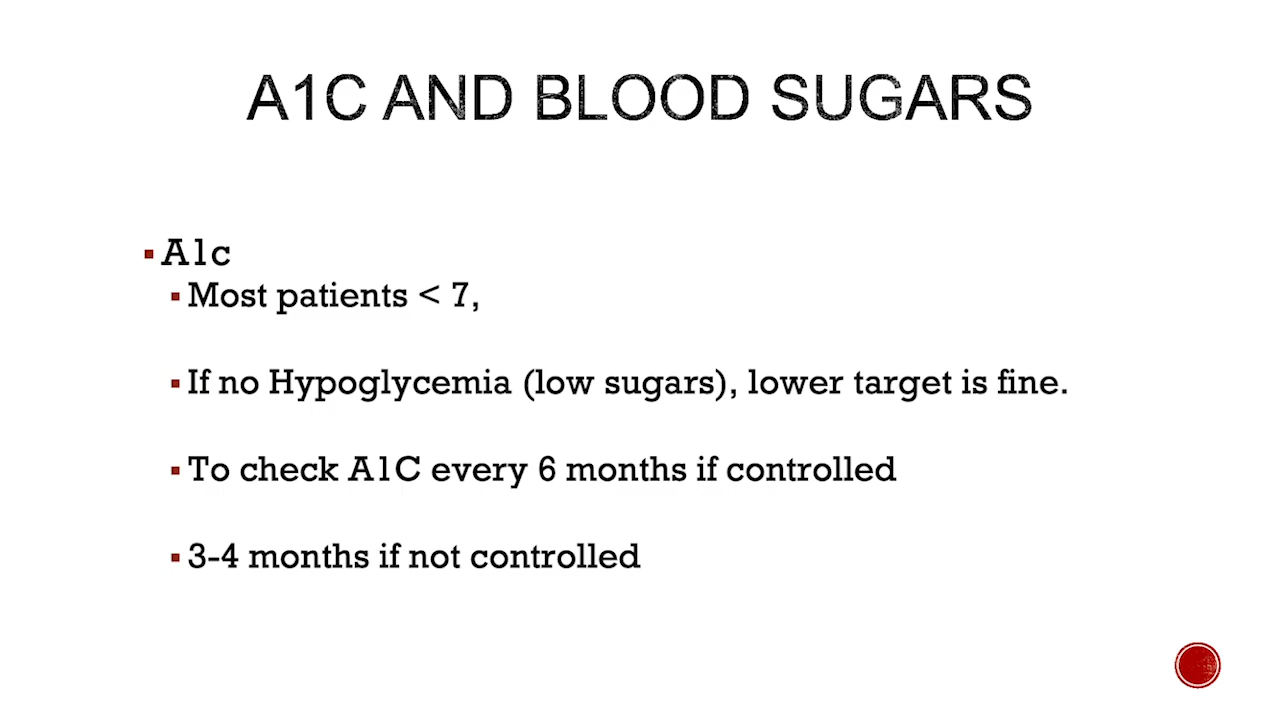 A1C AND BLOOD SUGARS
A1c
Most patients < 7,
If no Hypoglycemia (low sugars), lower target is fine.
To check A1C every 6 months if controlled
3-4 months if not controlled